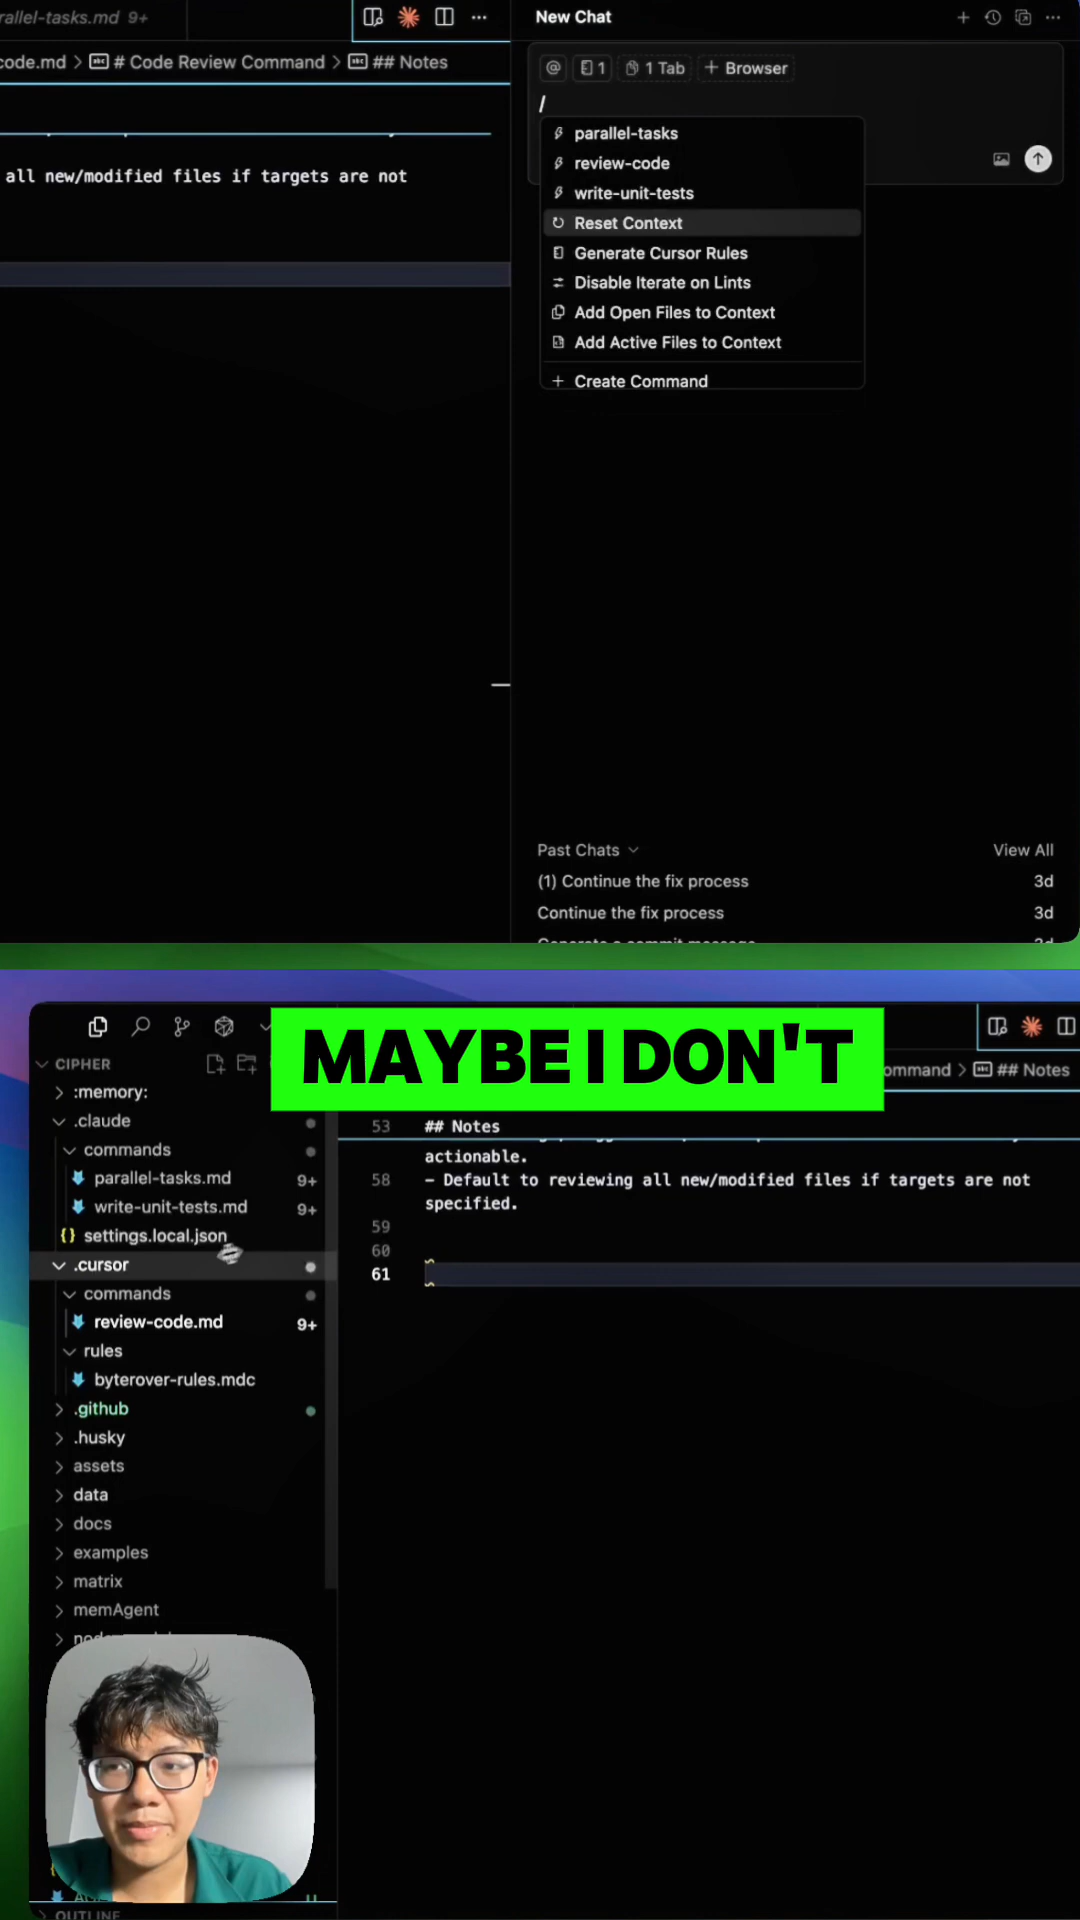 rallel-tasks.md 9+
code.md > # Code Review Command > ## Notes
all new/modified files if targets are not
New Chat
@ 1 1 Tab + Browser
/
parallel-tasks
review-code
write-unit-tests
Reset Context
Generate Cursor Rules
Disable Iterate on Lints
Add Open Files to Context
Add Active Files to Context
+ Create Command
Past Chats View All
(1) Continue the fix process 3d
Continue the fix process 3d
Generate a commit message 3d
MAYBE I DON'T
CIPHER
:memory:
.claude
commands
parallel-tasks.md 9+
write-unit-tests.md 9+
{} settings.local.json
.cursor
commands
review-code.md 9+
rules
byterover-rules.mdc
.github
.husky
assets
data
docs
examples
matrix
memAgent
OUTLINE
ommand > ## Notes
53 ## Notes
actionable.
58 - Default to reviewing all new/modified files if targets are not
specified.
59
60
61